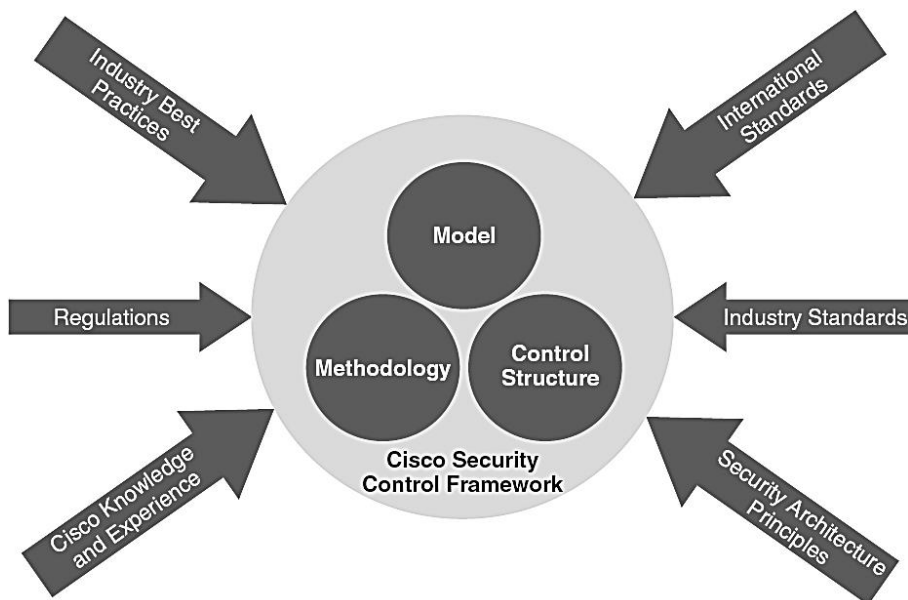 Industry Best
Practices
International
Standards
Model
Regulations
Industry Standards
Methodology
Control
Structure
Cisco Security
Control Framework
Cisco Knowledge
and Experience
Security Architecture
Principles